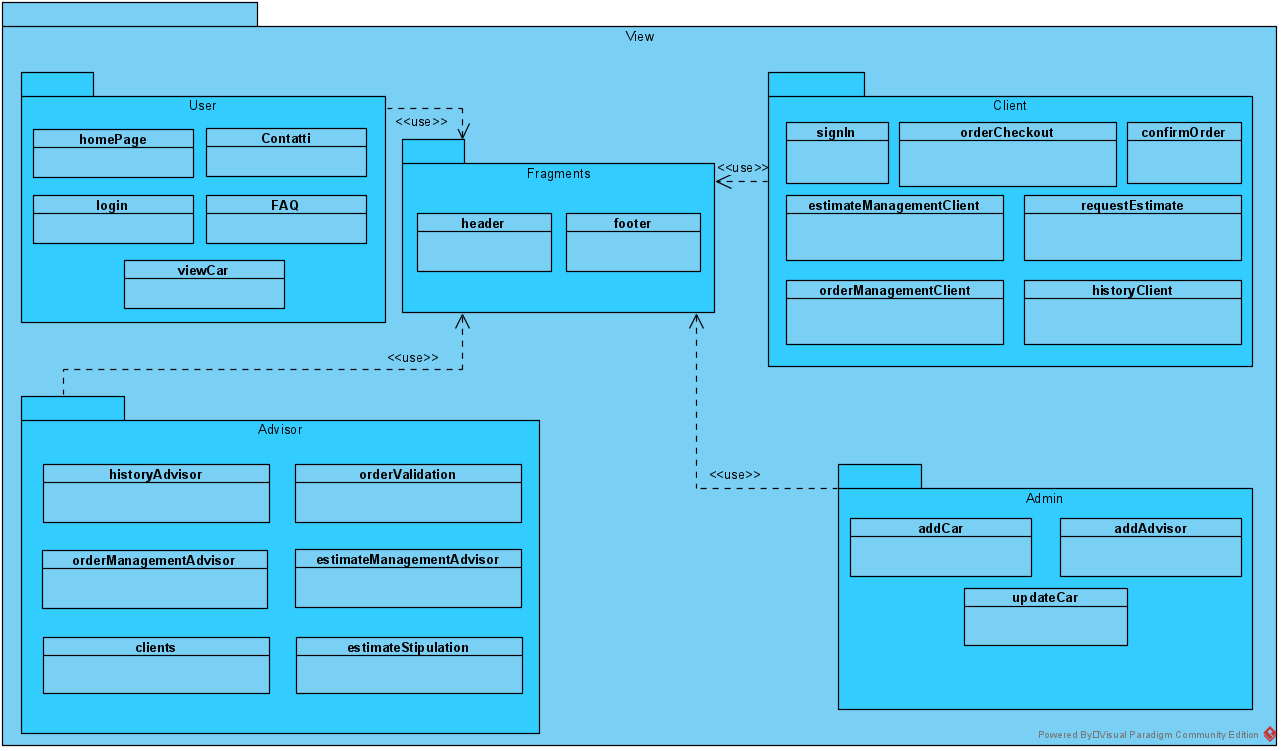 View
User
homePage
Contatti
login
FAQ
viewCar
<<use>>
Fragments
header
footer
<<use>>
Client
signIn
orderCheckout
confirmOrder
estimateManagementClient
requestEstimate
orderManagementClient
historyClient
<<use>>
Advisor
historyAdvisor
orderValidation
orderManagementAdvisor
estimateManagementAdvisor
clients
estimateStipulation
<<use>>
Admin
addCar
addAdvisor
updateCar
Powered By□Visual Paradigm Community Edition